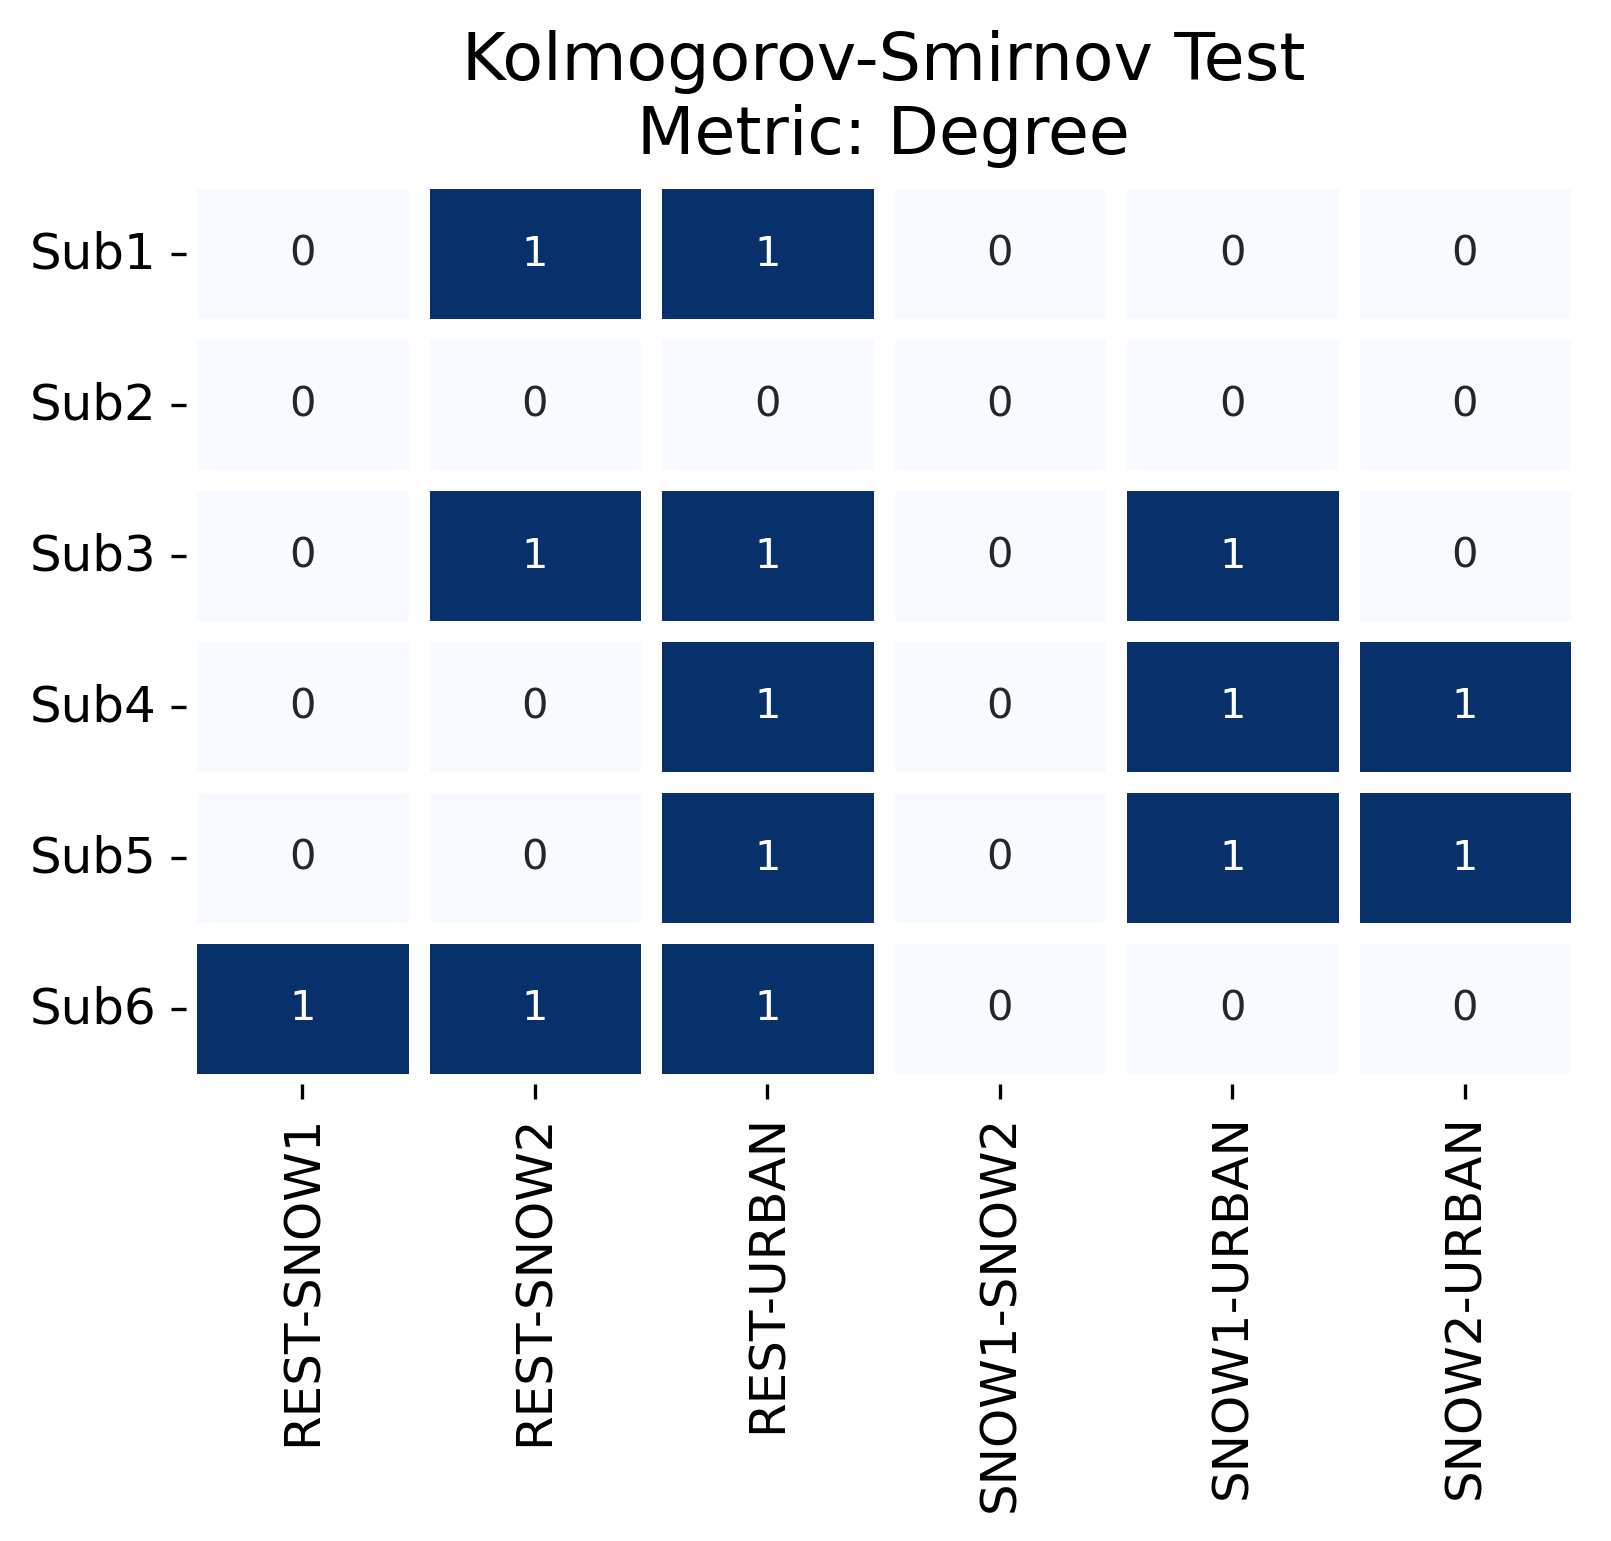 Kolmogorov-Smirnov Test
Metric: Degree
Sub1 0 1 1 0 0 0
Sub2 0 0 0 0 0 0
Sub3 0 1 1 0 1 0
Sub4 0 0 1 0 1 1
Sub5 0 0 1 0 1 1
Sub6 1 1 1 0 0 0
REST-SNOW1
REST-SNOW2
REST-URBAN
SNOW1-SNOW2
SNOW1-URBAN
SNOW2-URBAN